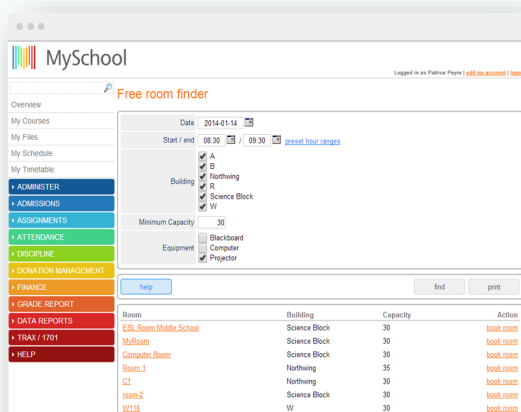 MySchool
Logged in as Patrice Peyre | edit my account |
Free room finder
Overview
My Courses
My Files
My Schedule
My Timetable
ADMINISTER
ADMISSIONS
ASSIGNMENTS
ATTENDANCE
DISCIPLINE
DONATION MANAGEMENT
FINANCE
GRADE REPORT
DATA REPORTS
TRAX / 1701
HELP
Date 2014-01-14
Start / end 08:30 / 09:30 preset hour ranges
Building
A
B
Northwing
R
Science Block
W
Minimum Capacity 30
Equipment
Blackboard
Computer
Projector
help find print
Room Building Capacity Action
ESL Room Middle School Science Block 30 book room
MyRoom Science Block 30 book room
Computer Room Science Block 30 book room
Room 1 Northwing 35 book room
C1 Northwing 30 book room
room-2 Science Block 30 book room
W116 W 30 book room